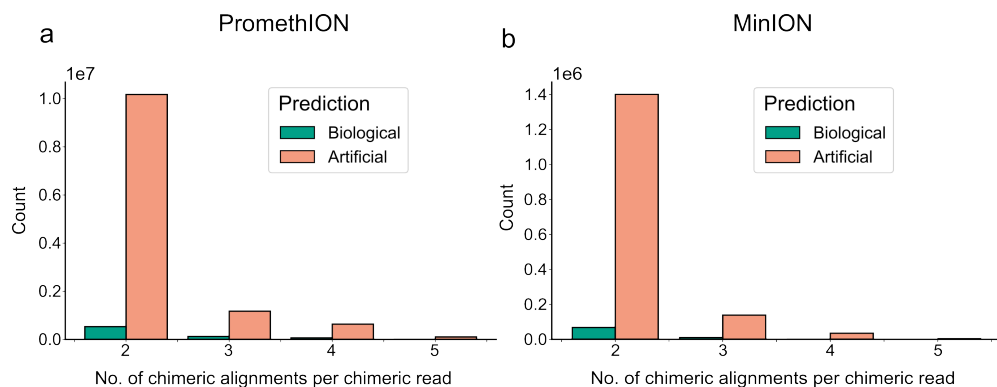 a
PromethION
1e7
1.0
0.8
0.6
0.4
0.2
0.0
Count
Prediction
Biological
Artificial
2
3
4
5
No. of chimeric alignments per chimeric read
b
MinION
1e6
1.4
1.2
1.0
0.8
0.6
0.4
0.2
0.0
Count
Prediction
Biological
Artificial
2
3
4
5
No. of chimeric alignments per chimeric read